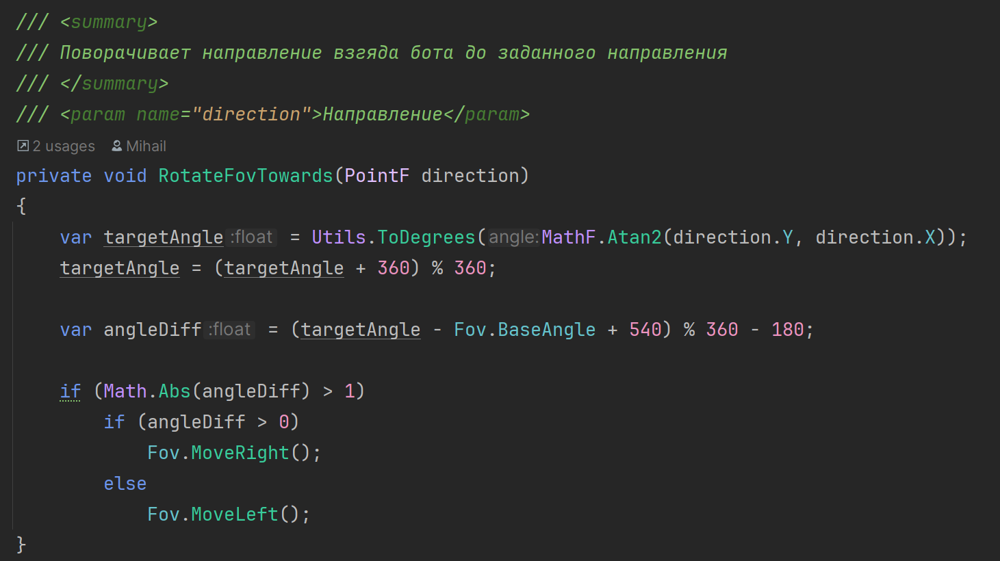 /// <summary>
/// Поворачивает направление взгяда бота до заданного направления
/// </summary>
/// <param name="direction">Направление</param>
2 usages Mihail
private void RotateFovTowards(PointF direction)
{
var targetAngle :float = Utils.ToDegrees( angle: MathF.Atan2(direction.Y, direction.X));
targetAngle = (targetAngle + 360) % 360;
var angleDiff :float = (targetAngle - Fov.BaseAngle + 540) % 360 - 180;
if (Math.Abs(angleDiff) > 1)
if (angleDiff > 0)
Fov.MoveRight();
else
Fov.MoveLeft();
}